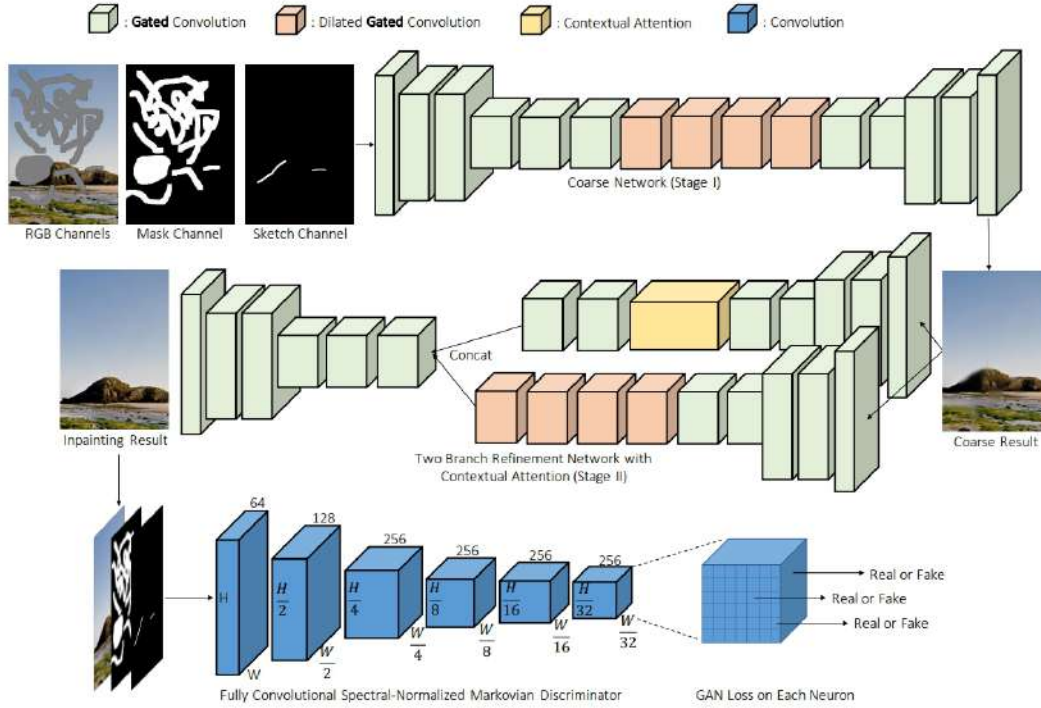 : Gated Convolution
: Dilated Gated Convolution
: Contextual Attention
: Convolution
RGB Channels
Mask Channel
Sketch Channel
Coarse Network (Stage I)
Inpainting Result
Concat
Coarse Result
Two Branch Refinement Network with
Contextual Attention (Stage II)
64
128
256
256
256
256
H
H/2
H/4
H/8
H/16
H/32
W
W/2
W/4
W/8
W/16
W/32
Real or Fake
Real or Fake
Real or Fake
Fully Convolutional Spectral-Normalized Markovian Discriminator
GAN Loss on Each Neuron